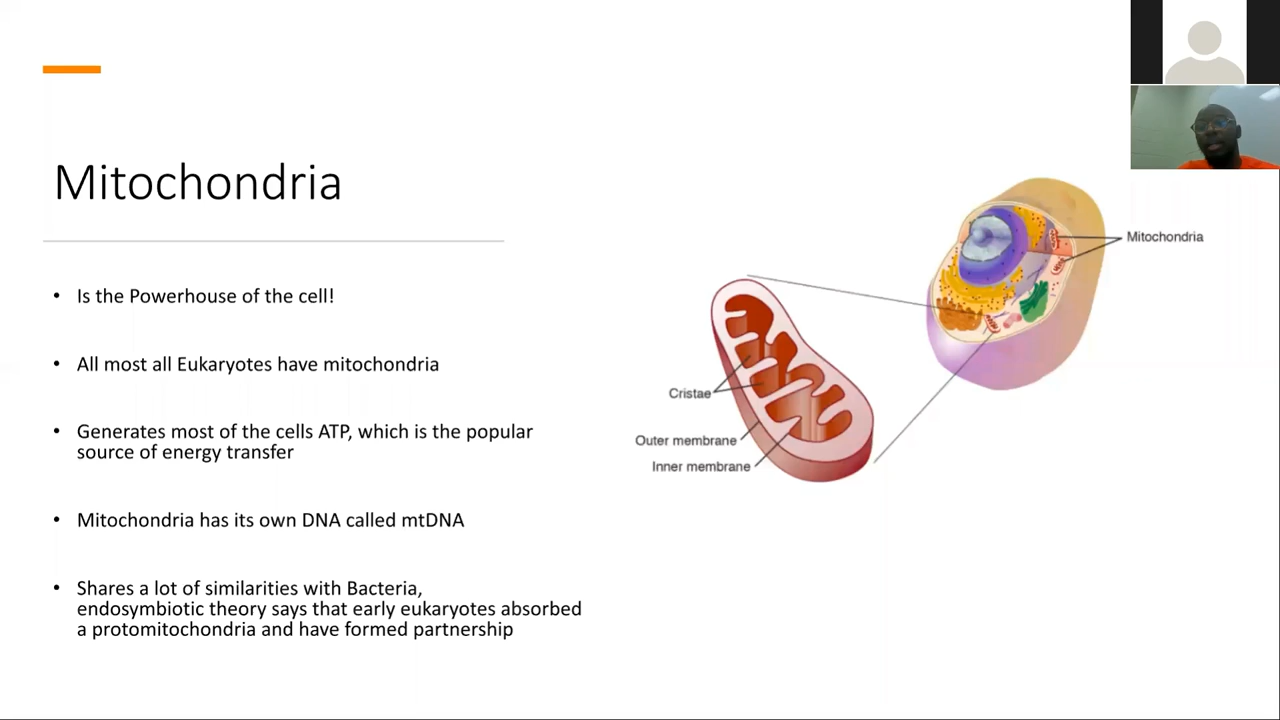 Mitochondria
• Is the Powerhouse of the cell!
• All most all Eukaryotes have mitochondria
• Generates most of the cells ATP, which is the popular
source of energy transfer
• Mitochondria has its own DNA called mtDNA
• Shares a lot of similarities with Bacteria,
endosymbiotic theory says that early eukaryotes absorbed
a protomitochondria and have formed partnership
Mitochondria
Cristae
Outer membrane
Inner membrane